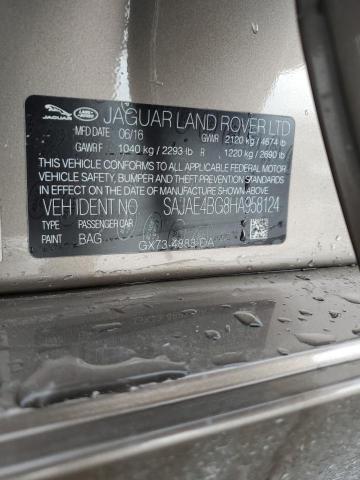 JAGUAR
LAND ROVER
JAGUAR LAND ROVER LTD
MFD DATE 06/16 GVWR 2120 kg / 4674 lb
GAWR F 1040 kg / 2293 lb R 1220 kg / 2690 lb
THIS VEHICLE CONFORMS TO ALL APPLICABLE FEDERAL MOTOR VEHICLE
SAFETY, BUMPER AND THEFT PREVENTION STANDARDS IN EFFECT ON
THE DATE OF MANUFACTURE SHOWN ABOVE
VEH IDENT NO. SAJAE4BG8HA958124
TYPE PASSENGER CAR
PAINT BAG GX73-4983-DA